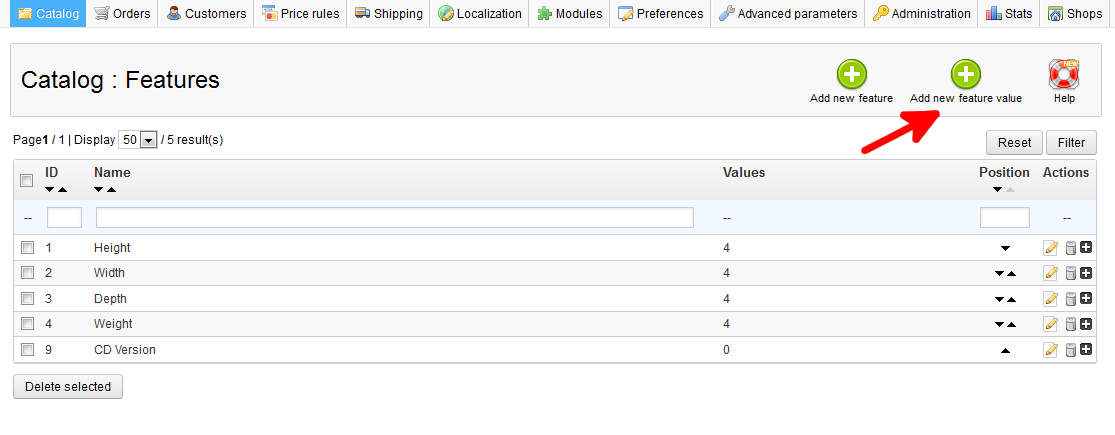 Catalog Orders Customers Price rules Shipping Localization Modules Preferences Advanced parameters Administration Stats Shops
Catalog : Features
NEW
Add new feature Add new feature value Help
Page1 / 1 | Display 50 / 5 result(s)
Reset Filter
ID Name Values Position Actions
-- -- --
1 Height 4
2 Width 4
3 Depth 4
4 Weight 4
9 CD Version 0
Delete selected